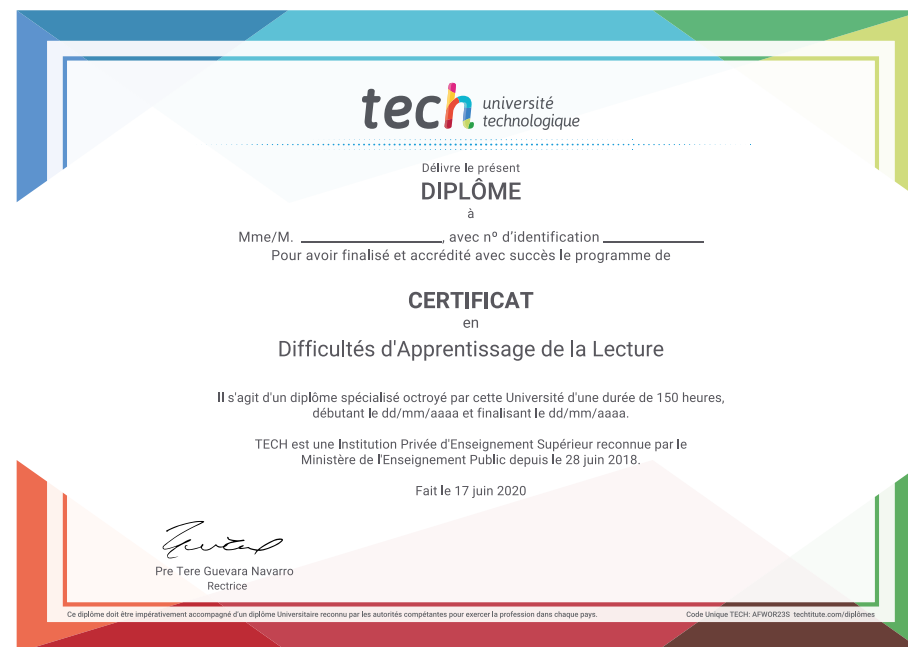 tech université
technologique
Délivre le présent
DIPLÔME
à
Mme/M. ____________________, avec nº d'identification ______________
Pour avoir finalisé et accrédité avec succès le programme de
CERTIFICAT
en
Difficultés d'Apprentissage de la Lecture
Il s'agit d'un diplôme spécialisé octroyé par cette Université d'une durée de 150 heures,
débutant le dd/mm/aaaa et finalisant le dd/mm/aaaa.
TECH est une Institution Privée d'Enseignement Supérieur reconnue par le
Ministère de l'Enseignement Public depuis le 28 juin 2018.
Fait le 17 juin 2020
Pre Tere Guevara Navarro
Rectrice
Ce diplôme doit être impérativement accompagné d'un diplôme Universitaire reconnu par les autorités compétentes pour exercer la profession dans chaque pays.
Code Unique TECH: AFWOR23S techtitute.com/diplômes